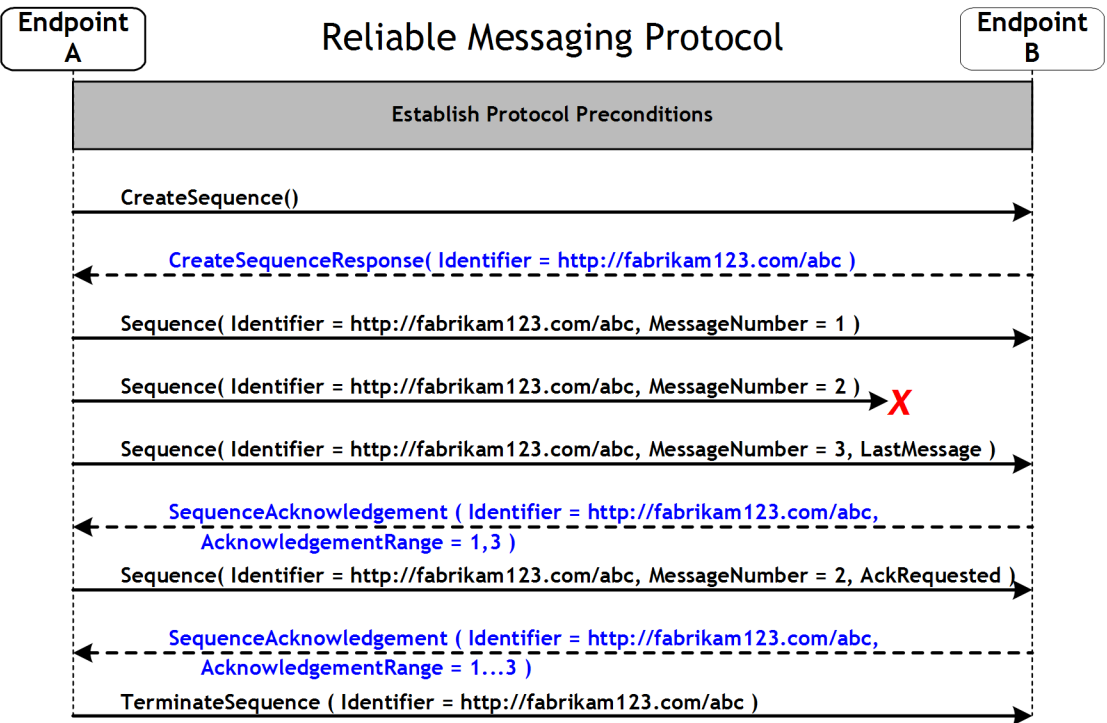 Endpoint
A
Reliable Messaging Protocol
Endpoint
B
Establish Protocol Preconditions
CreateSequence()
CreateSequenceResponse( Identifier = http://fabrikam123.com/abc )
Sequence( Identifier = http://fabrikam123.com/abc, MessageNumber = 1 )
Sequence( Identifier = http://fabrikam123.com/abc, MessageNumber = 2 )
X
Sequence( Identifier = http://fabrikam123.com/abc, MessageNumber = 3, LastMessage )
SequenceAcknowledgement ( Identifier = http://fabrikam123.com/abc,
AcknowledgementRange = 1,3 )
Sequence( Identifier = http://fabrikam123.com/abc, MessageNumber = 2, AckRequested )
SequenceAcknowledgement ( Identifier = http://fabrikam123.com/abc,
AcknowledgementRange = 1...3 )
TerminateSequence ( Identifier = http://fabrikam123.com/abc )